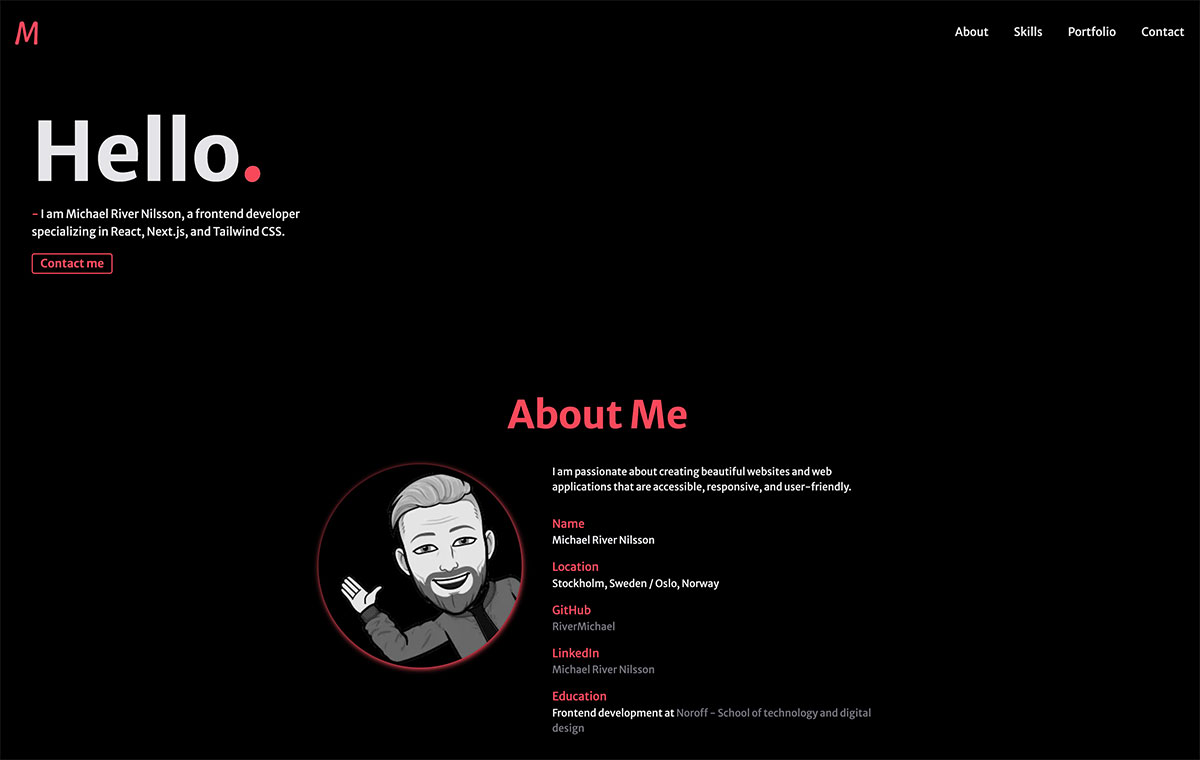 M
About Skills Portfolio Contact
Hello.
- I am Michael River Nilsson, a frontend developer
specializing in React, Next.js, and Tailwind CSS.
Contact me
About Me
I am passionate about creating beautiful websites and web
applications that are accessible, responsive, and user-friendly.
Name
Michael River Nilsson
Location
Stockholm, Sweden / Oslo, Norway
GitHub
RiverMichael
LinkedIn
Michael River Nilsson
Education
Frontend development at Noroff - School of technology and digital
design